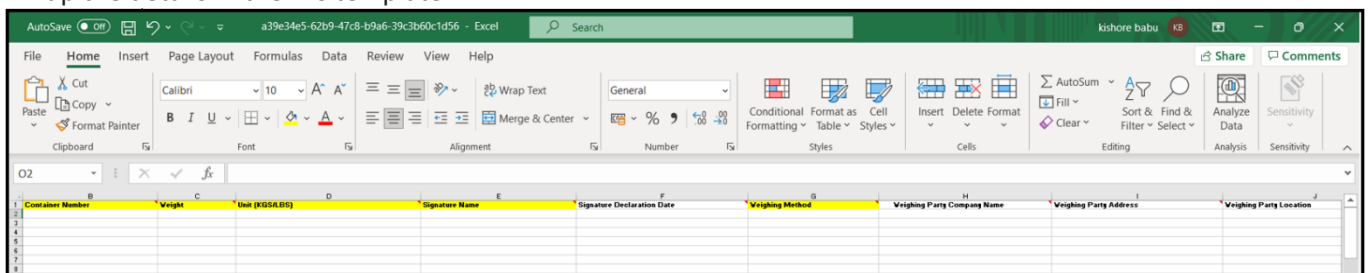 AutoSave Off a39e34e5-62b9-47c8-b9a6-39c3b60c1d56 - Excel Search kishore babu KB
File Home Insert Page Layout Formulas Data Review View Help Share Comments
Cut
Copy
Format Painter
Paste
Calibri 10 A^ A˅
B I U A
Wrap Text
Merge & Center
General
% 9
Conditional Formatting
Format as Table
Cell Styles
Insert Delete Format
AutoSum
Fill
Clear
Sort & Filter
Find & Select
Analyze Data
Sensitivity
Clipboard Font Alignment Number Styles Cells Editing Analysis Sensitivity
O2 fx
B C D E F G H I J
1 Container Number Weight Unit (KGS/LBS) Signature Name Signature Declaration Date Weighing Method Weighing Party Company Name Weighing Party Address Weighing Party Location
2
3
4
5
6
7
8